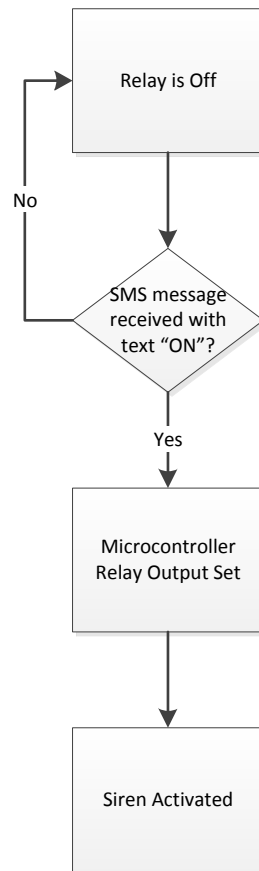 Relay is Off
No
SMS message
received with
text “ON”?
Yes
Microcontroller
Relay Output Set
Siren Activated